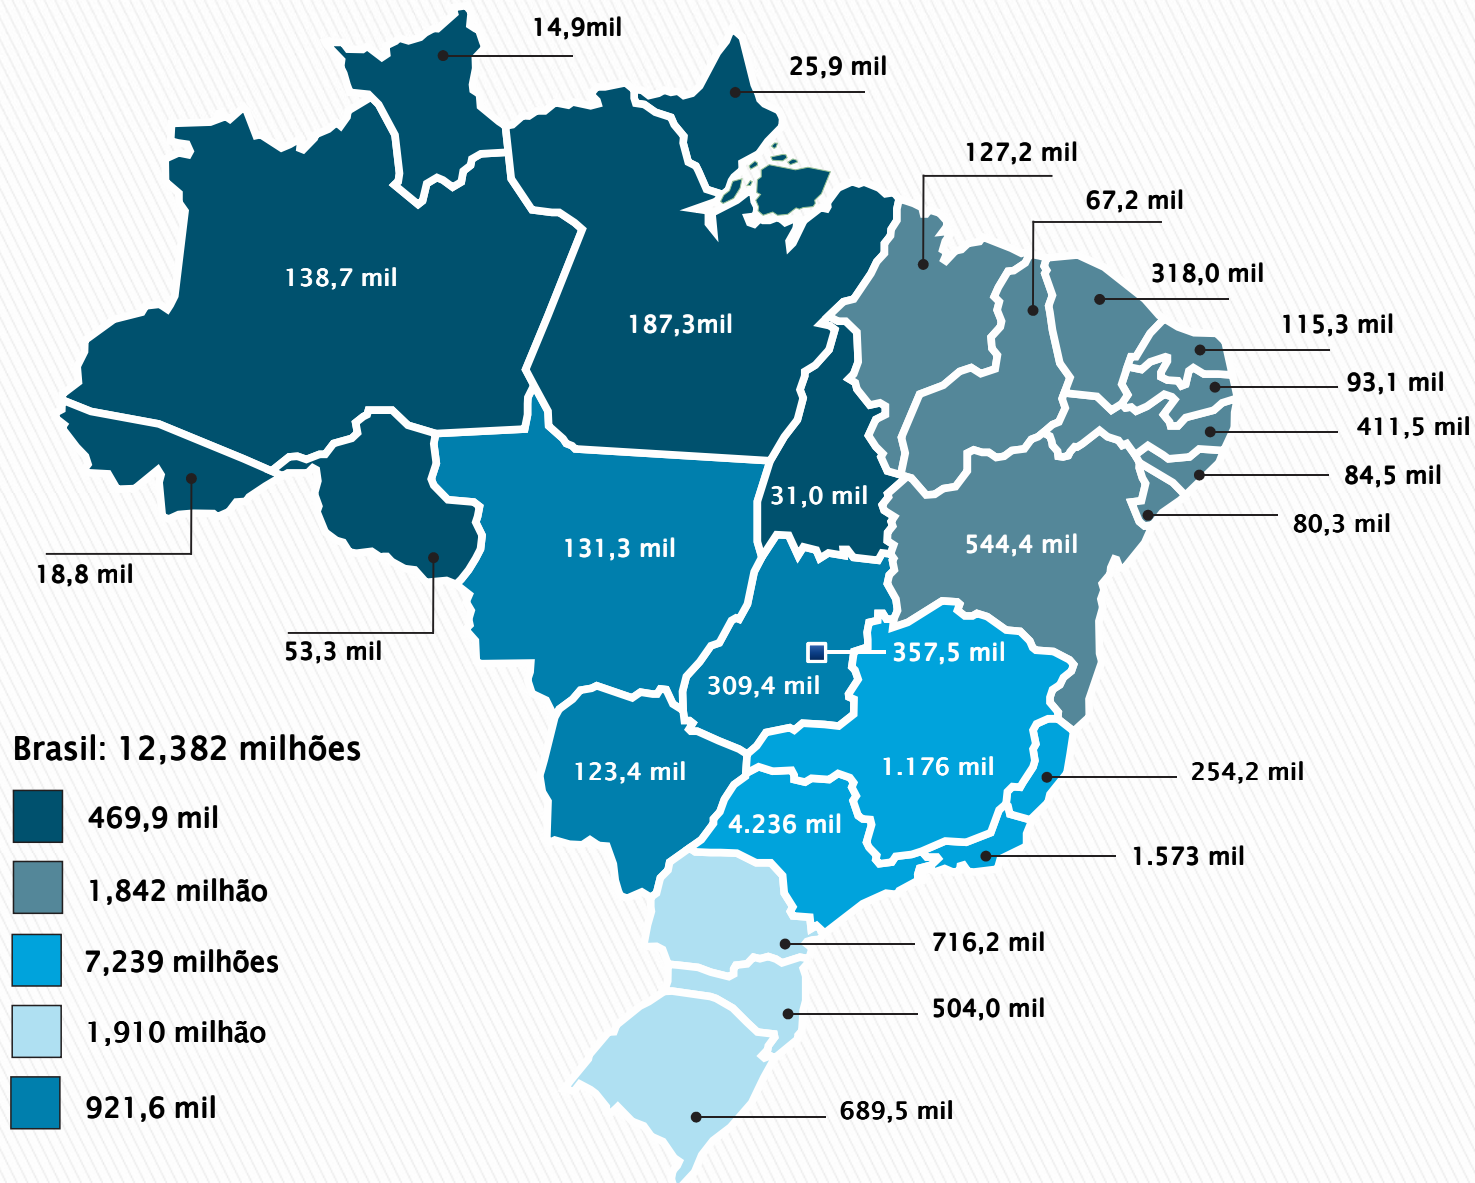 14,9mil
25,9 mil
127,2 mil
67,2 mil
318,0 mil
138,7 mil
187,3mil
115,3 mil
93,1 mil
411,5 mil
84,5 mil
31,0 mil
80,3 mil
131,3 mil
544,4 mil
18,8 mil
53,3 mil
357,5 mil
309,4 mil
Brasil: 12,382 milhões
123,4 mil
1.176 mil
254,2 mil
469,9 mil
4.236 mil
1.573 mil
1,842 milhão
716,2 mil
7,239 milhões
504,0 mil
1,910 milhão
921,6 mil
689,5 mil